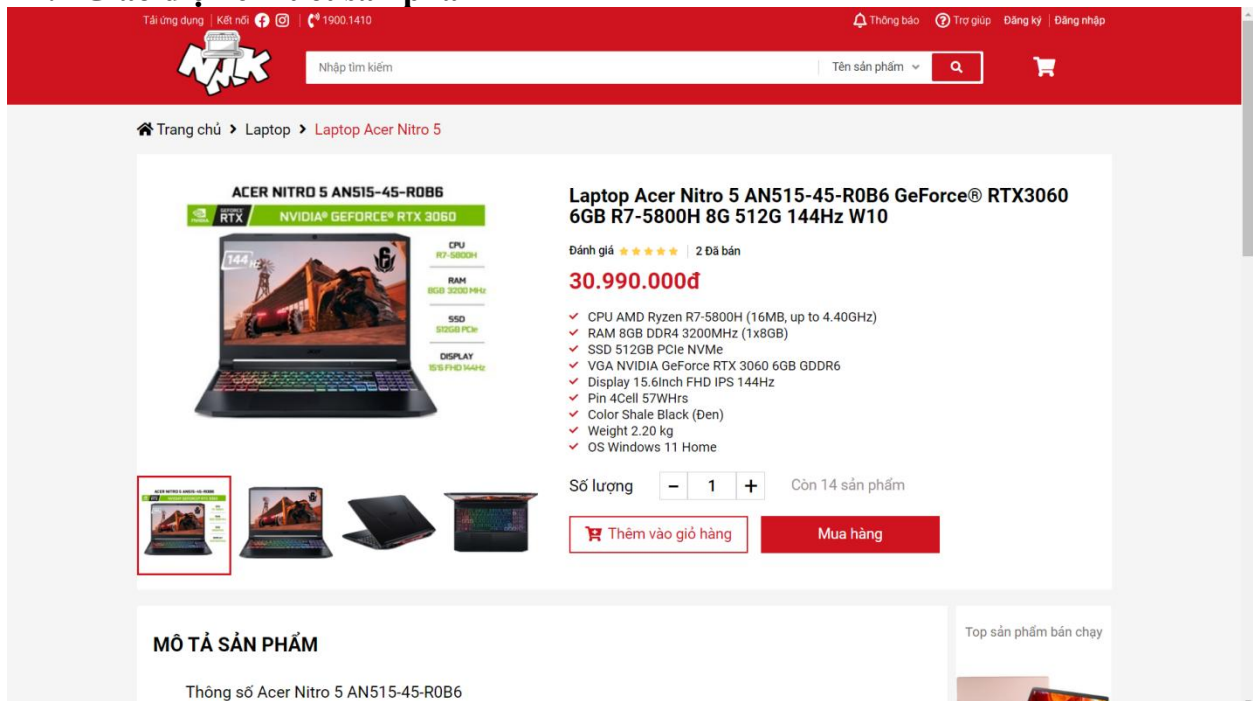 Tải ứng dụng | Kết nối | 1900.1410 Thông báo Trợ giúp Đăng ký | Đăng nhập
NHK
Nhập tìm kiếm Tên sản phẩm
Trang chủ > Laptop > Laptop Acer Nitro 5
ACER NITRO 5 AN515-45-R0B6
GEFORCE RTX NVIDIA® GEFORCE® RTX 3060
144Hz
CPU
R7-5800H
RAM
8GB 3200 MHz
SSD
512GB PCIe
DISPLAY
15'6 FHD 144Hz
Laptop Acer Nitro 5 AN515-45-R0B6 GeForce® RTX3060
6GB R7-5800H 8G 512G 144Hz W10
Đánh giá | 2 Đã bán
30.990.000đ
CPU AMD Ryzen R7-5800H (16MB, up to 4.40GHz)
RAM 8GB DDR4 3200MHz (1x8GB)
SSD 512GB PCIe NVMe
VGA NVIDIA GeForce RTX 3060 6GB GDDR6
Display 15.6Inch FHD IPS 144Hz
Pin 4Cell 57WHrs
Color Shale Black (Đen)
Weight 2.20 kg
OS Windows 11 Home
Số lượng − 1 + Còn 14 sản phẩm
Thêm vào giỏ hàng Mua hàng
MÔ TẢ SẢN PHẨM
Thông số Acer Nitro 5 AN515-45-R0B6
Top sản phẩm bán chạy